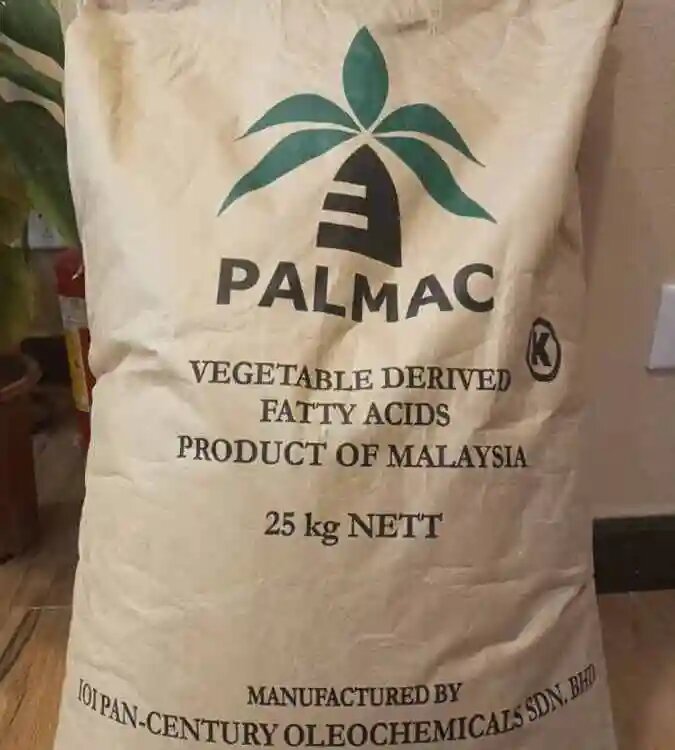 PALMAC
K
VEGETABLE DERIVED
FATTY ACIDS
PRODUCT OF MALAYSIA
25 kg NETT
MANUFACTURED BY
IOI PAN-CENTURY OLEOCHEMICALS SDN. BHD